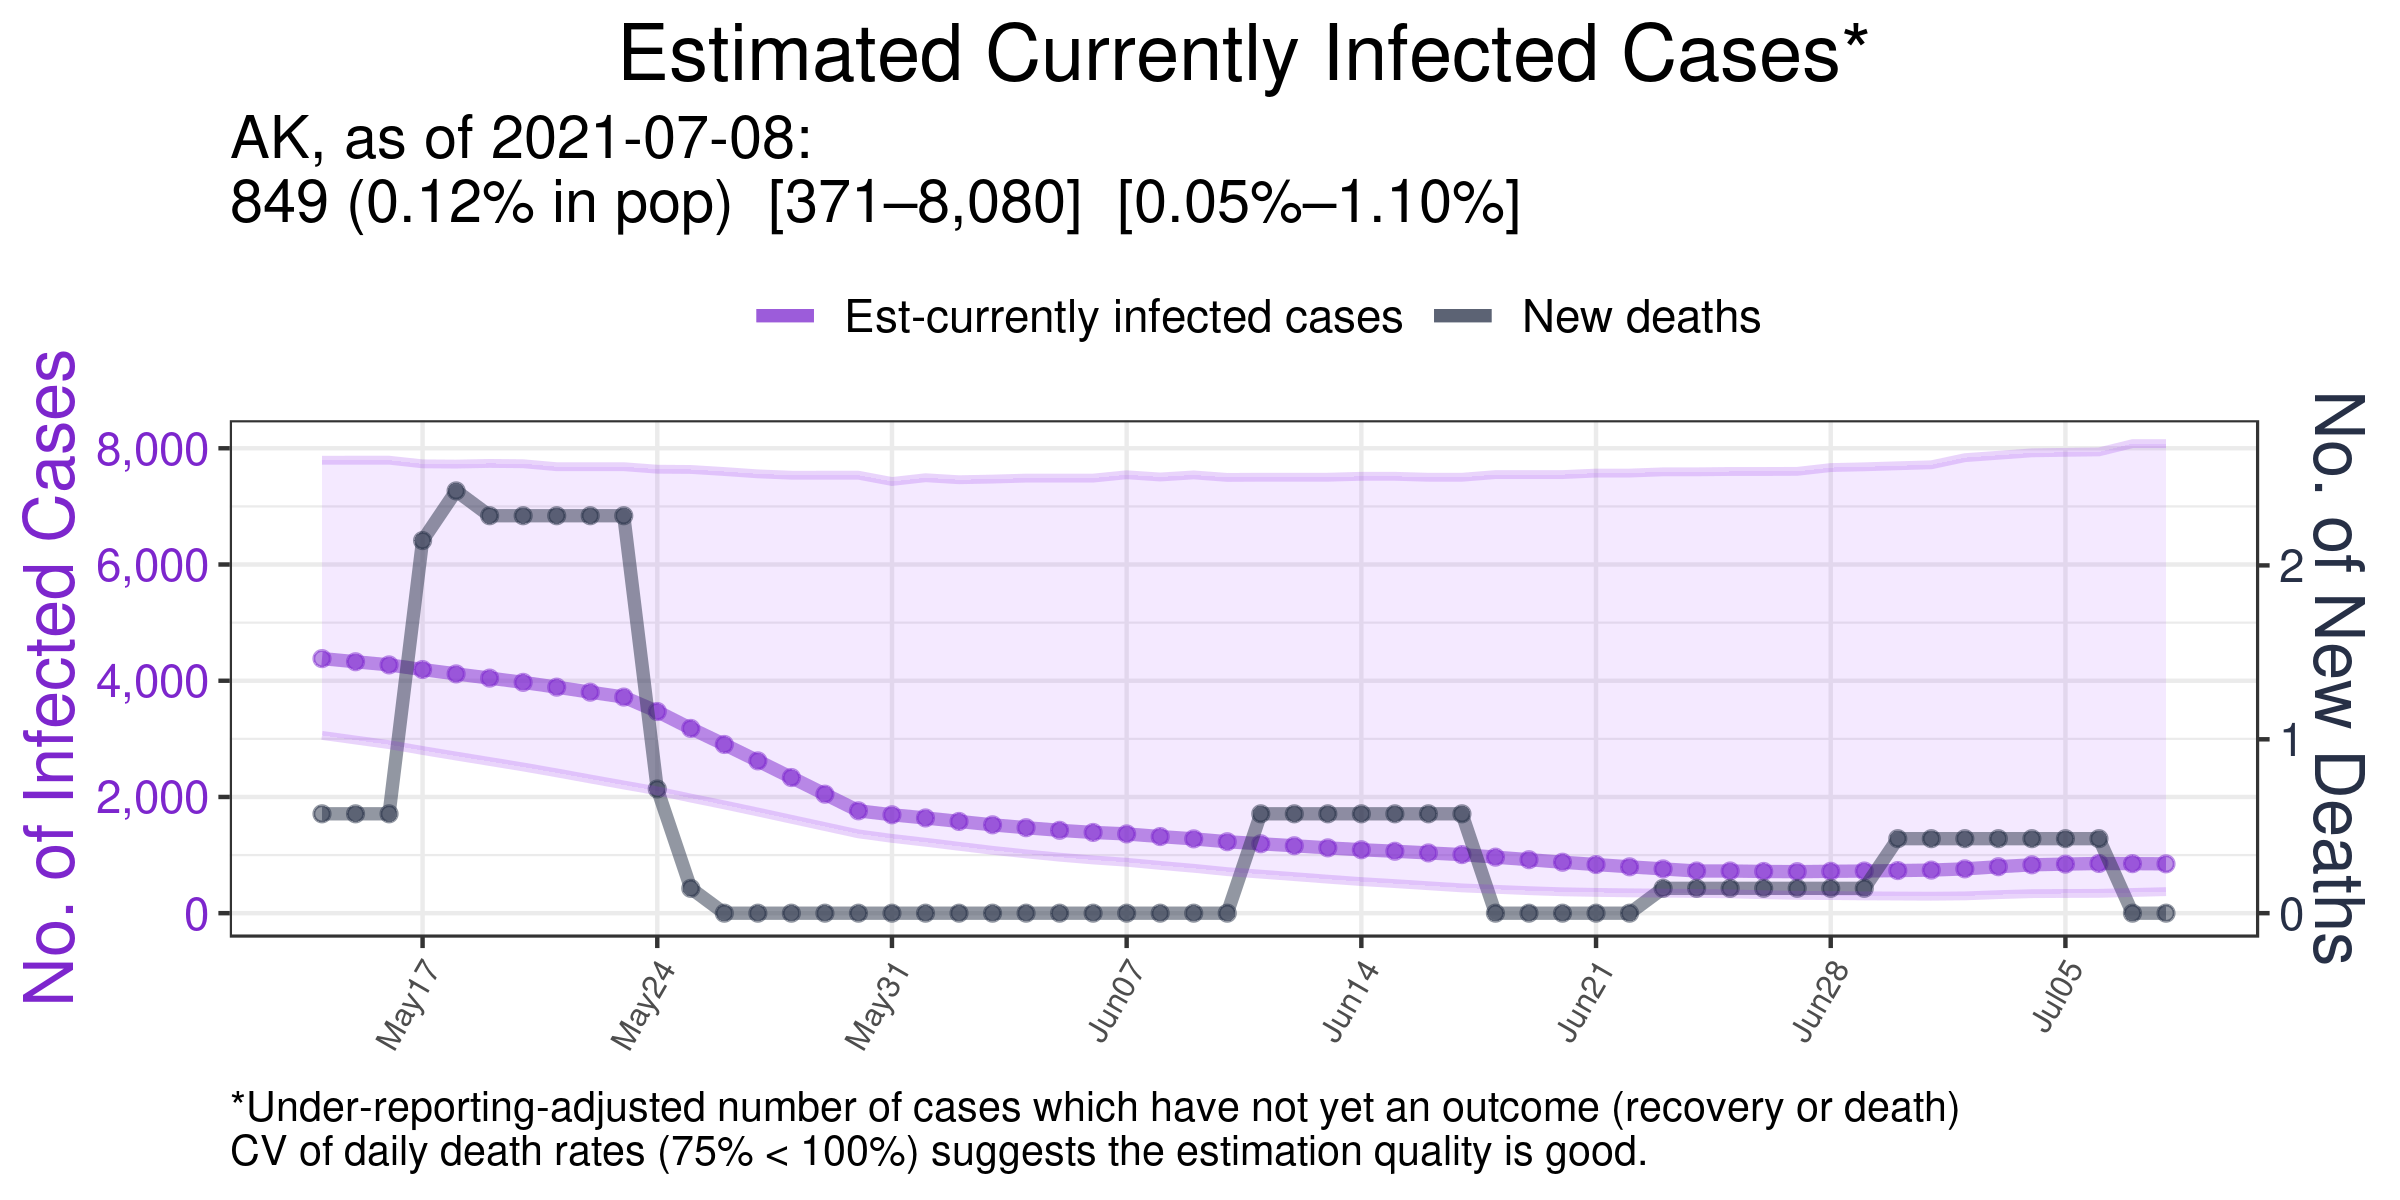 Estimated Currently Infected Cases*
AK, as of 2021-07-08:
849 (0.12% in pop)  [371–8,080]  [0.05%–1.10%]
Est-currently infected cases
New deaths
No. of Infected Cases
8,000
6,000
4,000
2,000
0
2
1
0
No. of New Deaths
May17
May24
May31
Jun07
Jun14
Jun21
Jun28
Jul05
*Under-reporting-adjusted number of cases which have not yet an outcome (recovery or death)
CV of daily death rates (75% < 100%) suggests the estimation quality is good.